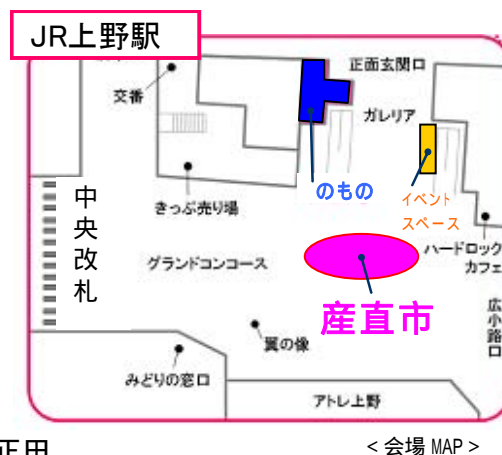 JR上野駅
正面玄関口
交番
ガレリア
のもの
イベント
スペース
きっぷ売り場
中央改札
グランドコンコース
ハードロック
カフェ
産直市
広小路口
翼の像
みどりの窓口
アトレ上野
<会場 MAP>